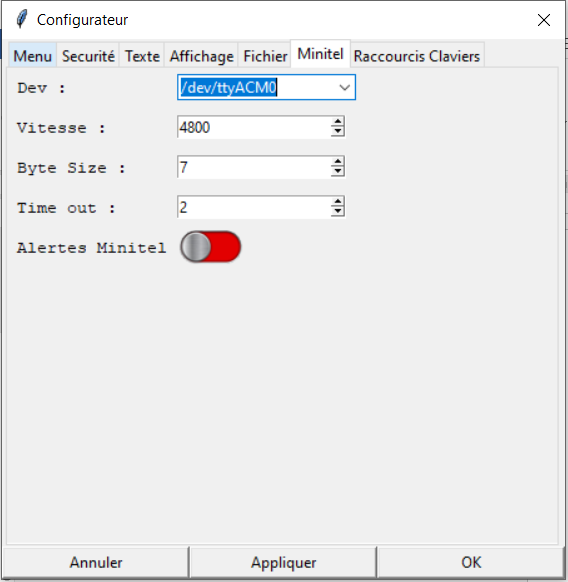 Configurateur
Menu Securité Texte Affichage Fichier Minitel Raccourcis Claviers
Dev : /dev/ttyACM0
Vitesse : 4800
Byte Size : 7
Time out : 2
Alertes Minitel
Annuler Appliquer OK